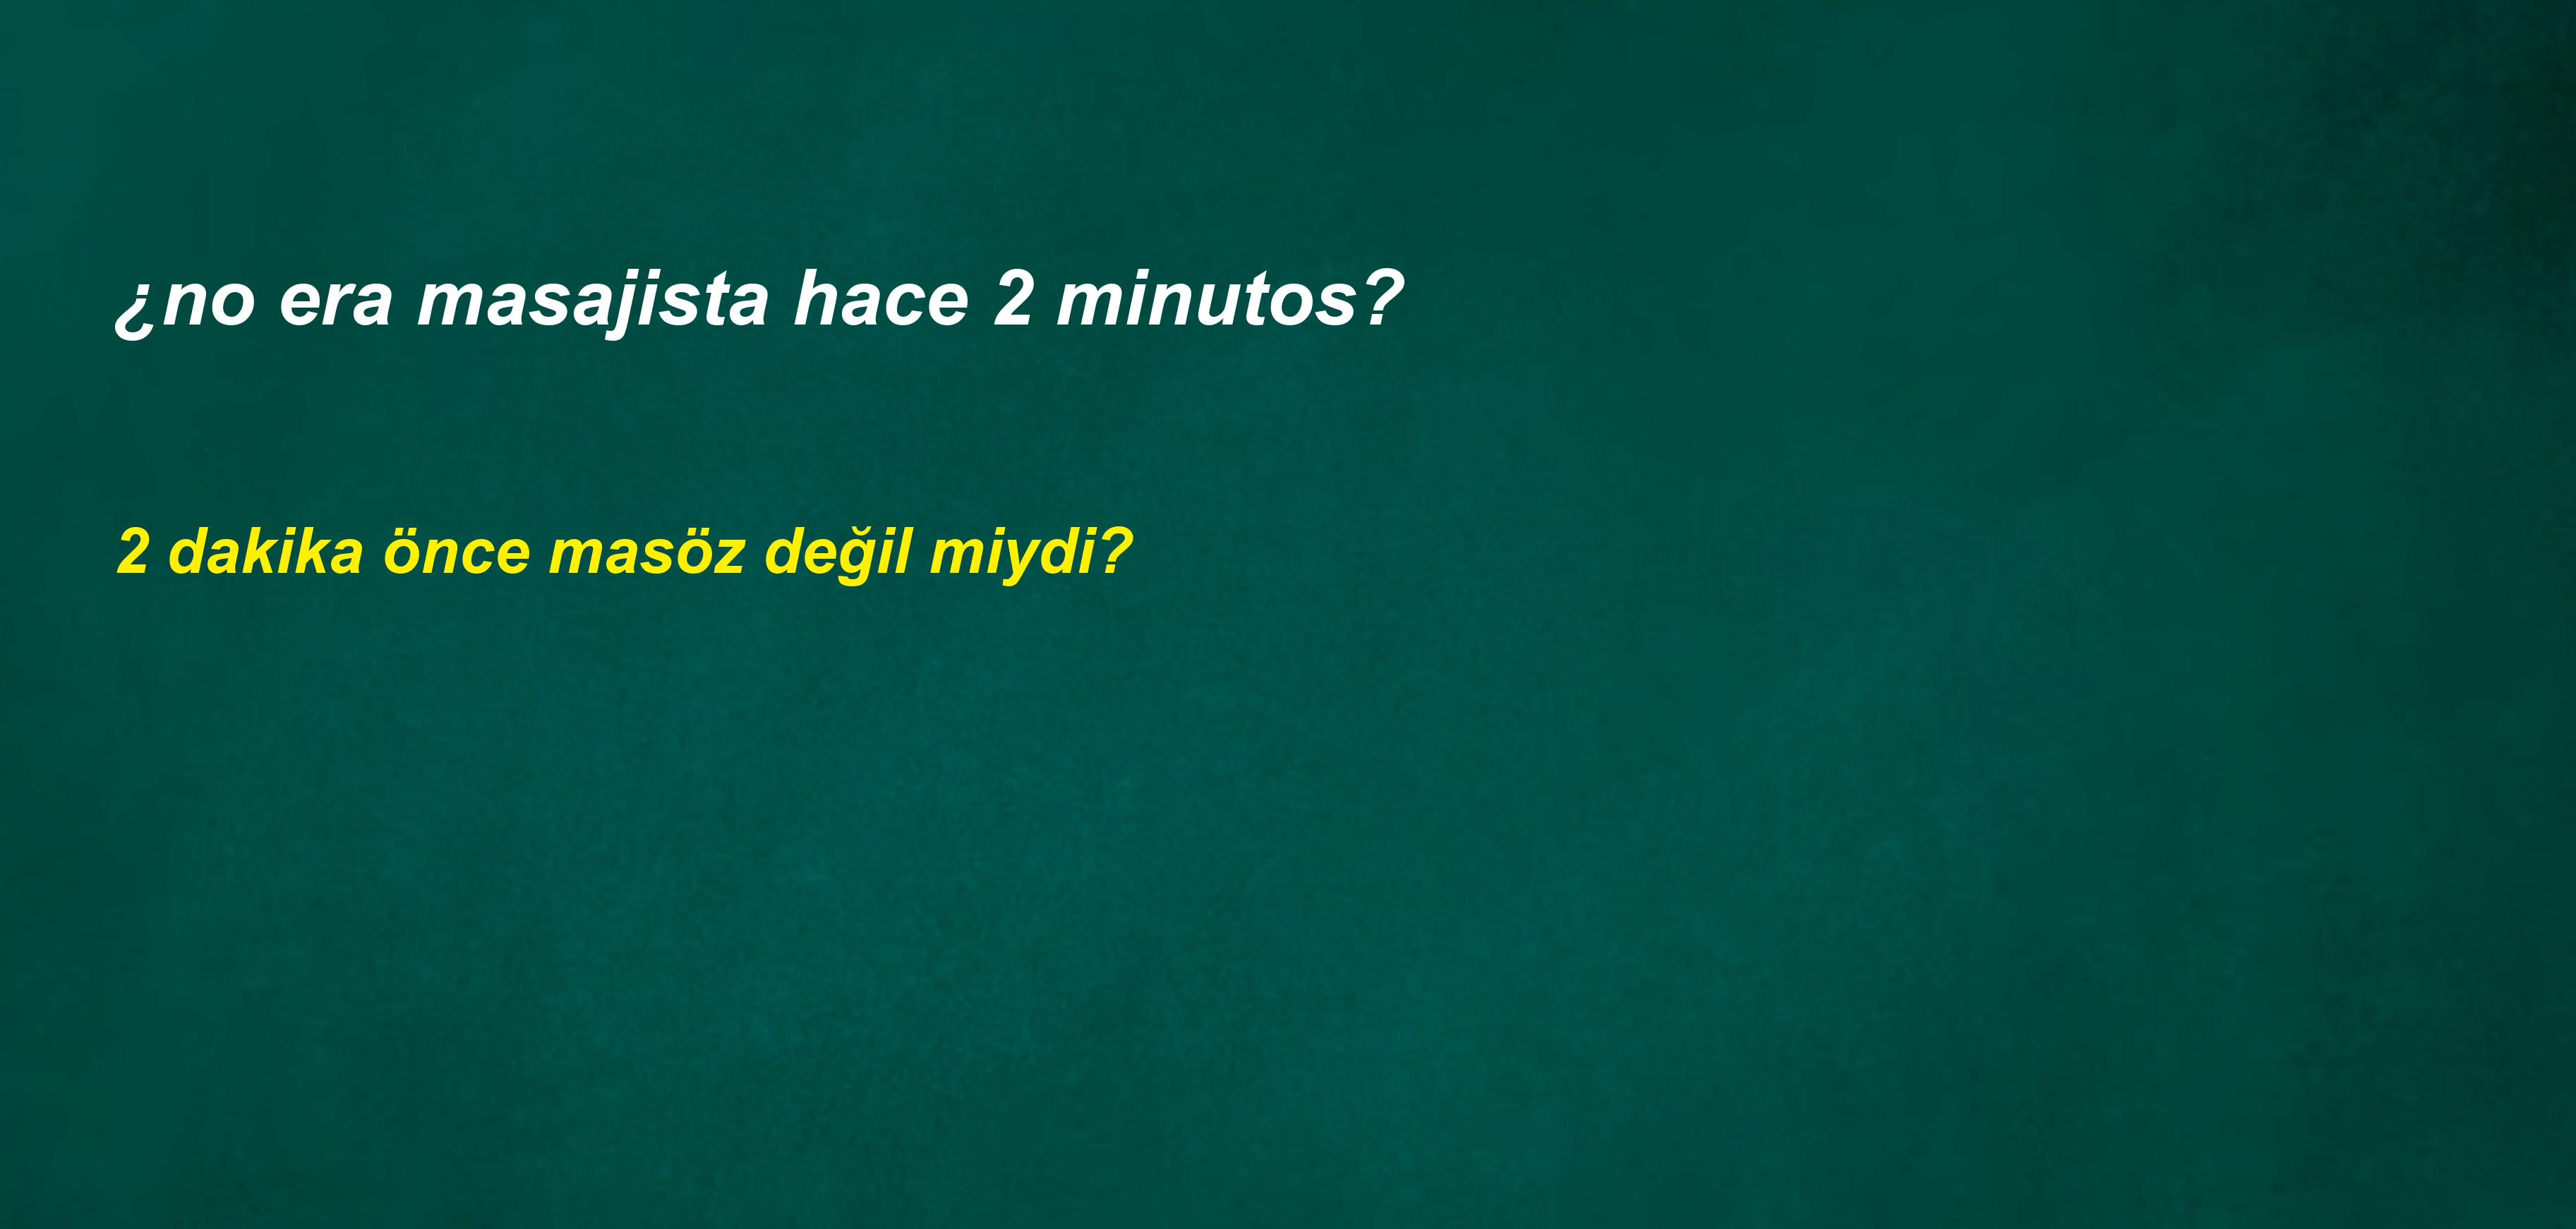 ¿no era masajista hace 2 minutos?
2 dakika önce masöz değil miydi?